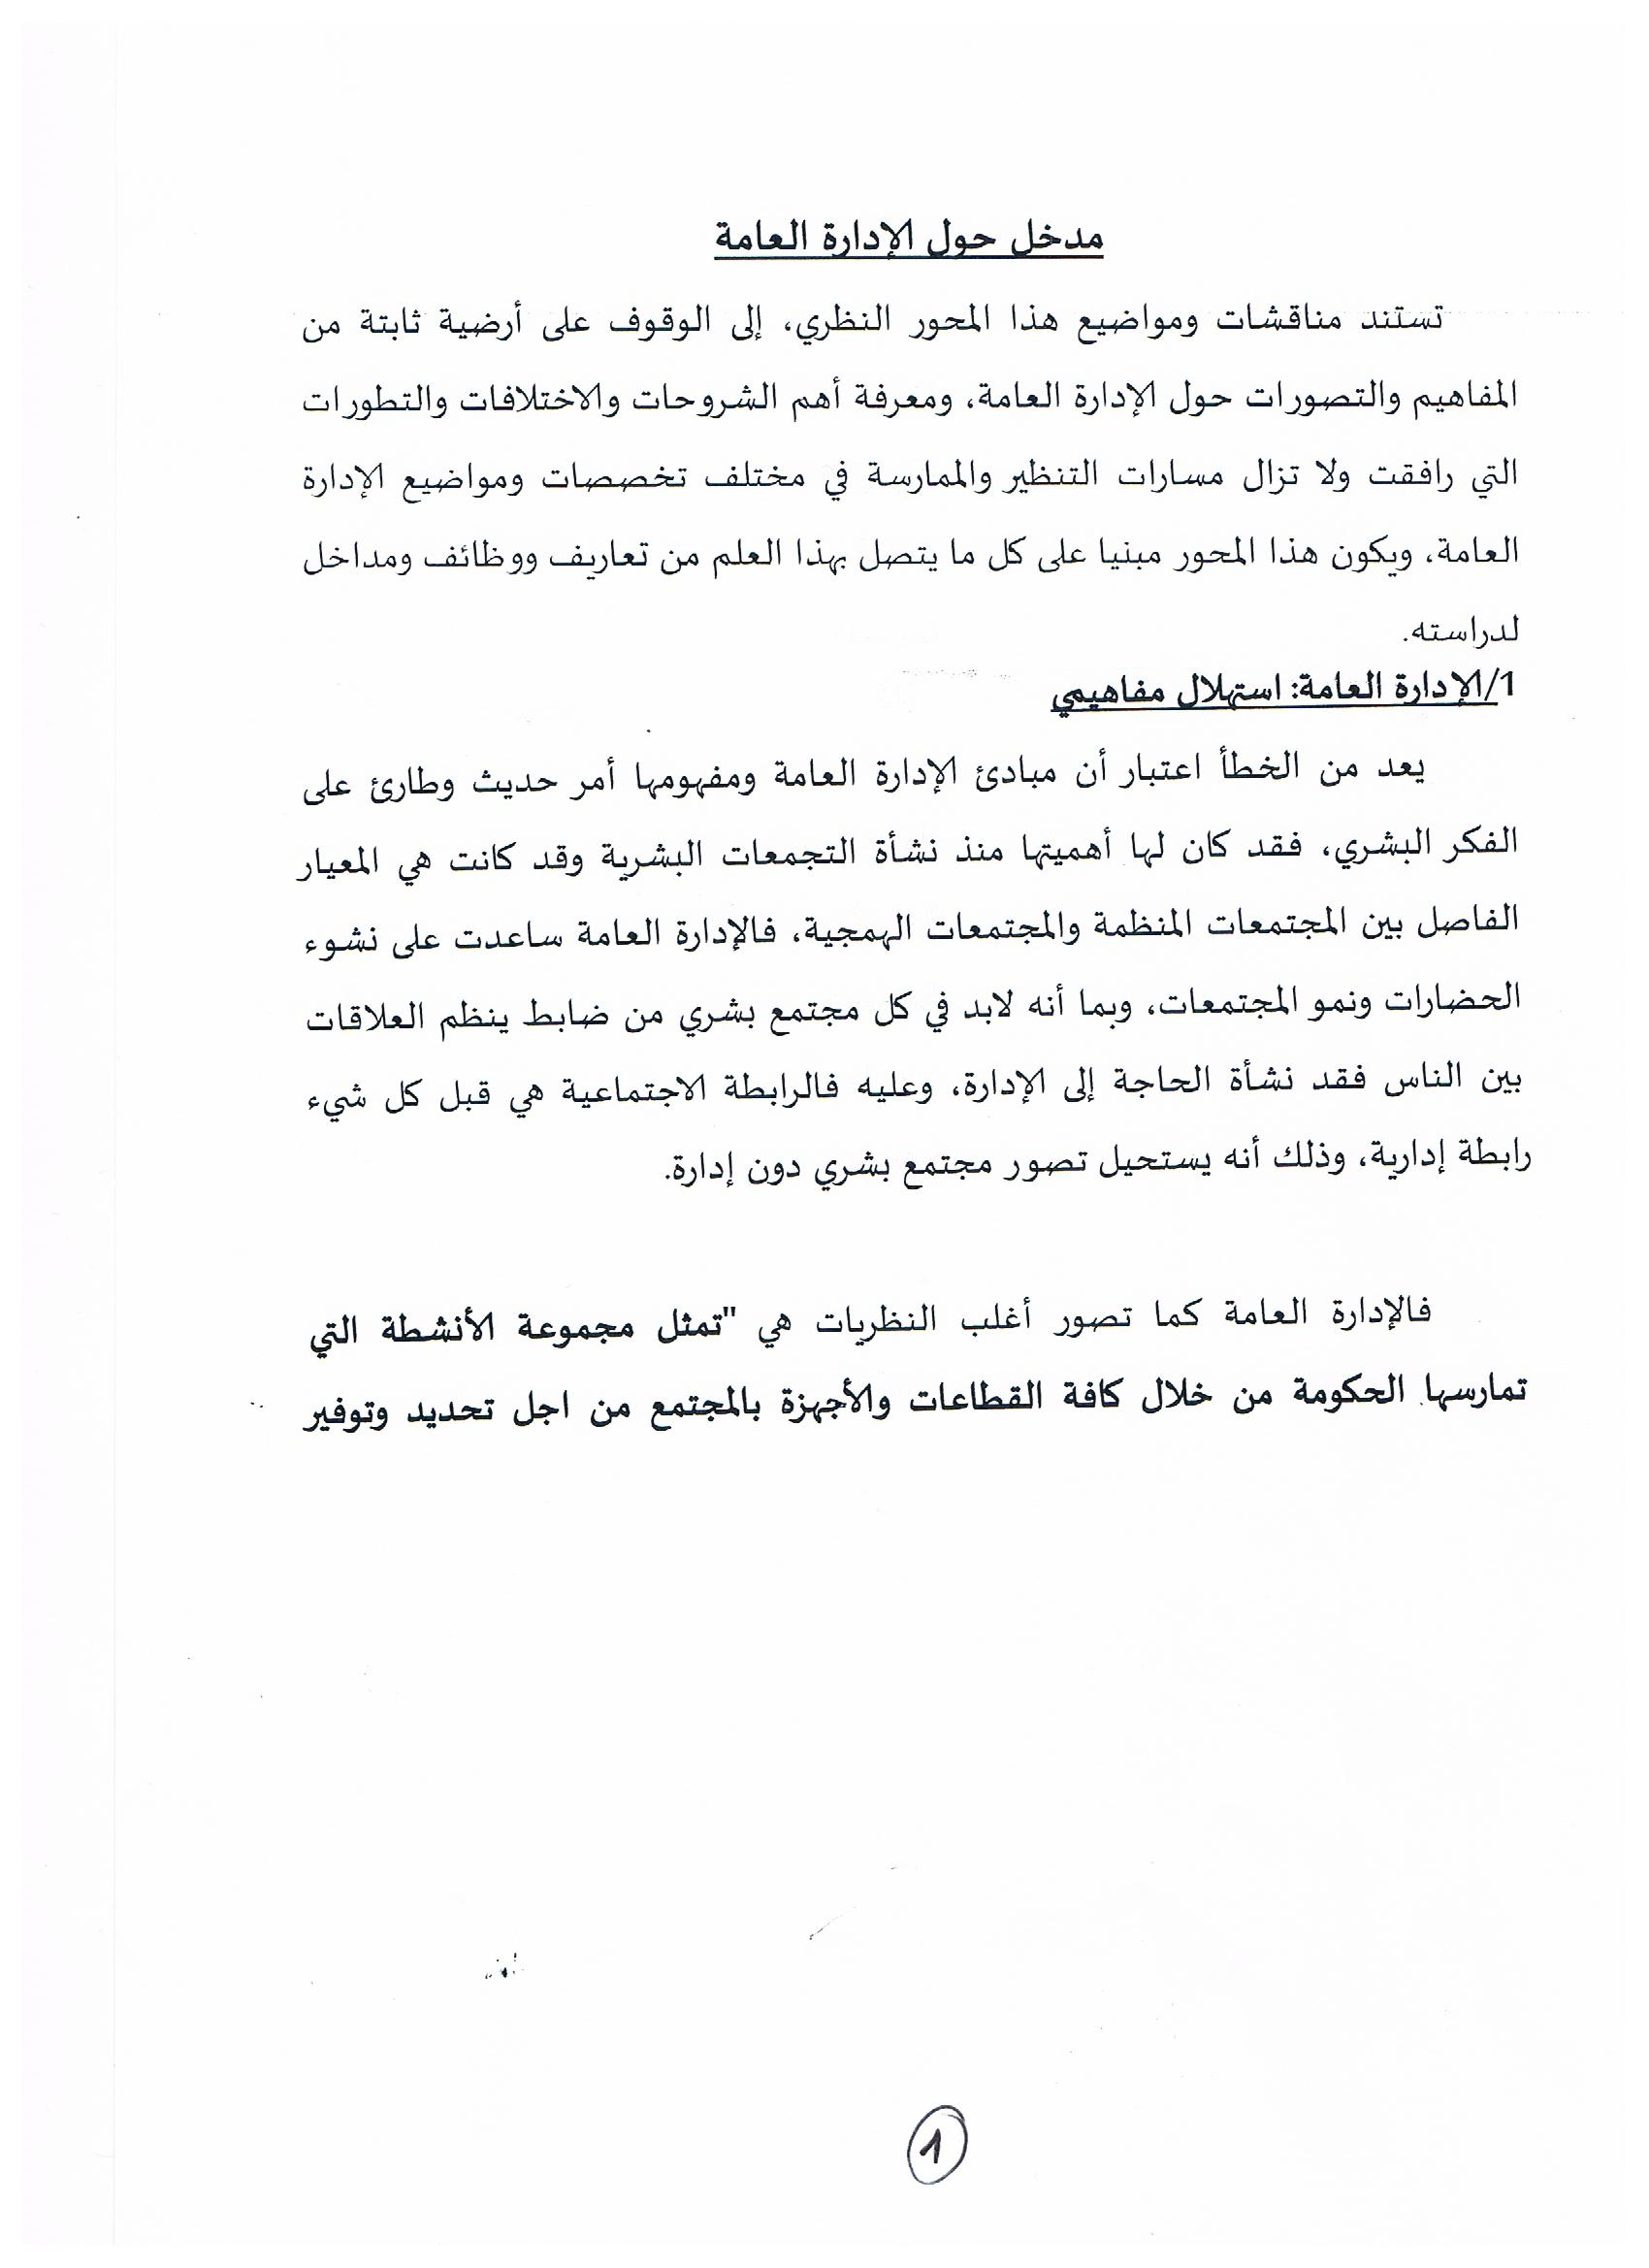 مدخل حول الإدارة العامة
تستند مناقشات ومواضيع هذا المحور النظري، إلى الوقوف على أرضية ثابتة من
المفاهيم والتصورات حول الإدارة العامة، ومعرفة أهم الشروحات والاختلافات والتطورات
التي رافقت ولا تزال مسارات التنظير والممارسة في مختلف تخصصات ومواضيع الإدارة
العامة، ويكون هذا المحور مبنيا على كل ما يتصل بهذا العلم من تعاريف ووظائف ومداخل
لدراسته.
1/الإدارة العامة: استهلال مفاهيمي
يعد من الخطأ اعتبار أن مبادئ الإدارة العامة ومفهومها أمر حديث وطارئ على
الفكر البشري، فقد كان لها أهميتها منذ نشأة التجمعات البشرية وقد كانت هي المعيار
الفاصل بين المجتمعات المنظمة والمجتمعات الهمجية، فالإدارة العامة ساعدت على نشوء
الحضارات ونمو المجتمعات، وبما أنه لابد في كل مجتمع بشري من ضابط ينظم العلاقات
بين الناس فقد نشأة الحاجة إلى الإدارة، وعليه فالرابطة الاجتماعية هي قبل كل شيء
رابطة إدارية، وذلك أنه يستحيل تصور مجتمع بشري دون إدارة.
فالإدارة العامة كما تصور أغلب النظريات هي "تمثل مجموعة الأنشطة التي
تمارسها الحكومة من خلال كافة القطاعات والأجهزة بالمجتمع من اجل تحديد وتوفير
1